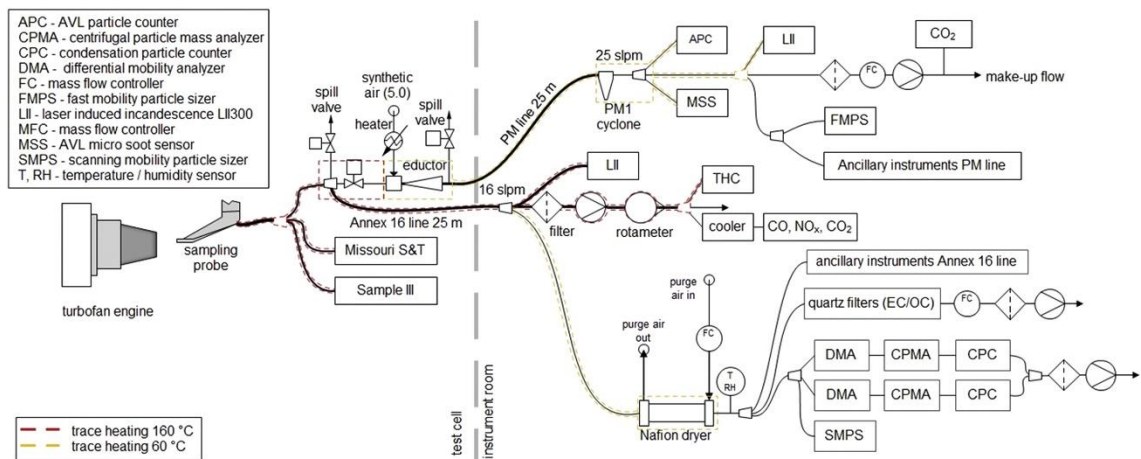 APC - AVL particle counter
CPMA - centrifugal particle mass analyzer
CPC - condensation particle counter
DMA - differential mobility analyzer
FC - mass flow controller
FMPS - fast mobility particle sizer
LII - laser induced incandescence LII300
MFC - mass flow controller
MSS - AVL micro soot sensor
SMPS - scanning mobility particle sizer
T, RH - temperature / humidity sensor
synthetic
air (5.0)
spill
valve
heater
spill
valve
eductor
PM line 25 m
25 slpm
PM1
cyclone
APC
MSS
LII
CO₂
FC
make-up flow
FMPS
Ancillary instruments PM line
turbofan engine
sampling
probe
Annex 16 line 25 m
Missouri S&T
Sample III
16 slpm
LII
filter
rotameter
THC
cooler
CO, NOₓ, CO₂
purge
air in
FC
purge air
out
T
RH
Nafion dryer
ancillary instruments Annex 16 line
quartz filters (EC/OC)
FC
DMA
CPMA
CPC
DMA
CPMA
CPC
SMPS
test cell
instrument room
trace heating 160 °C
trace heating 60 °C